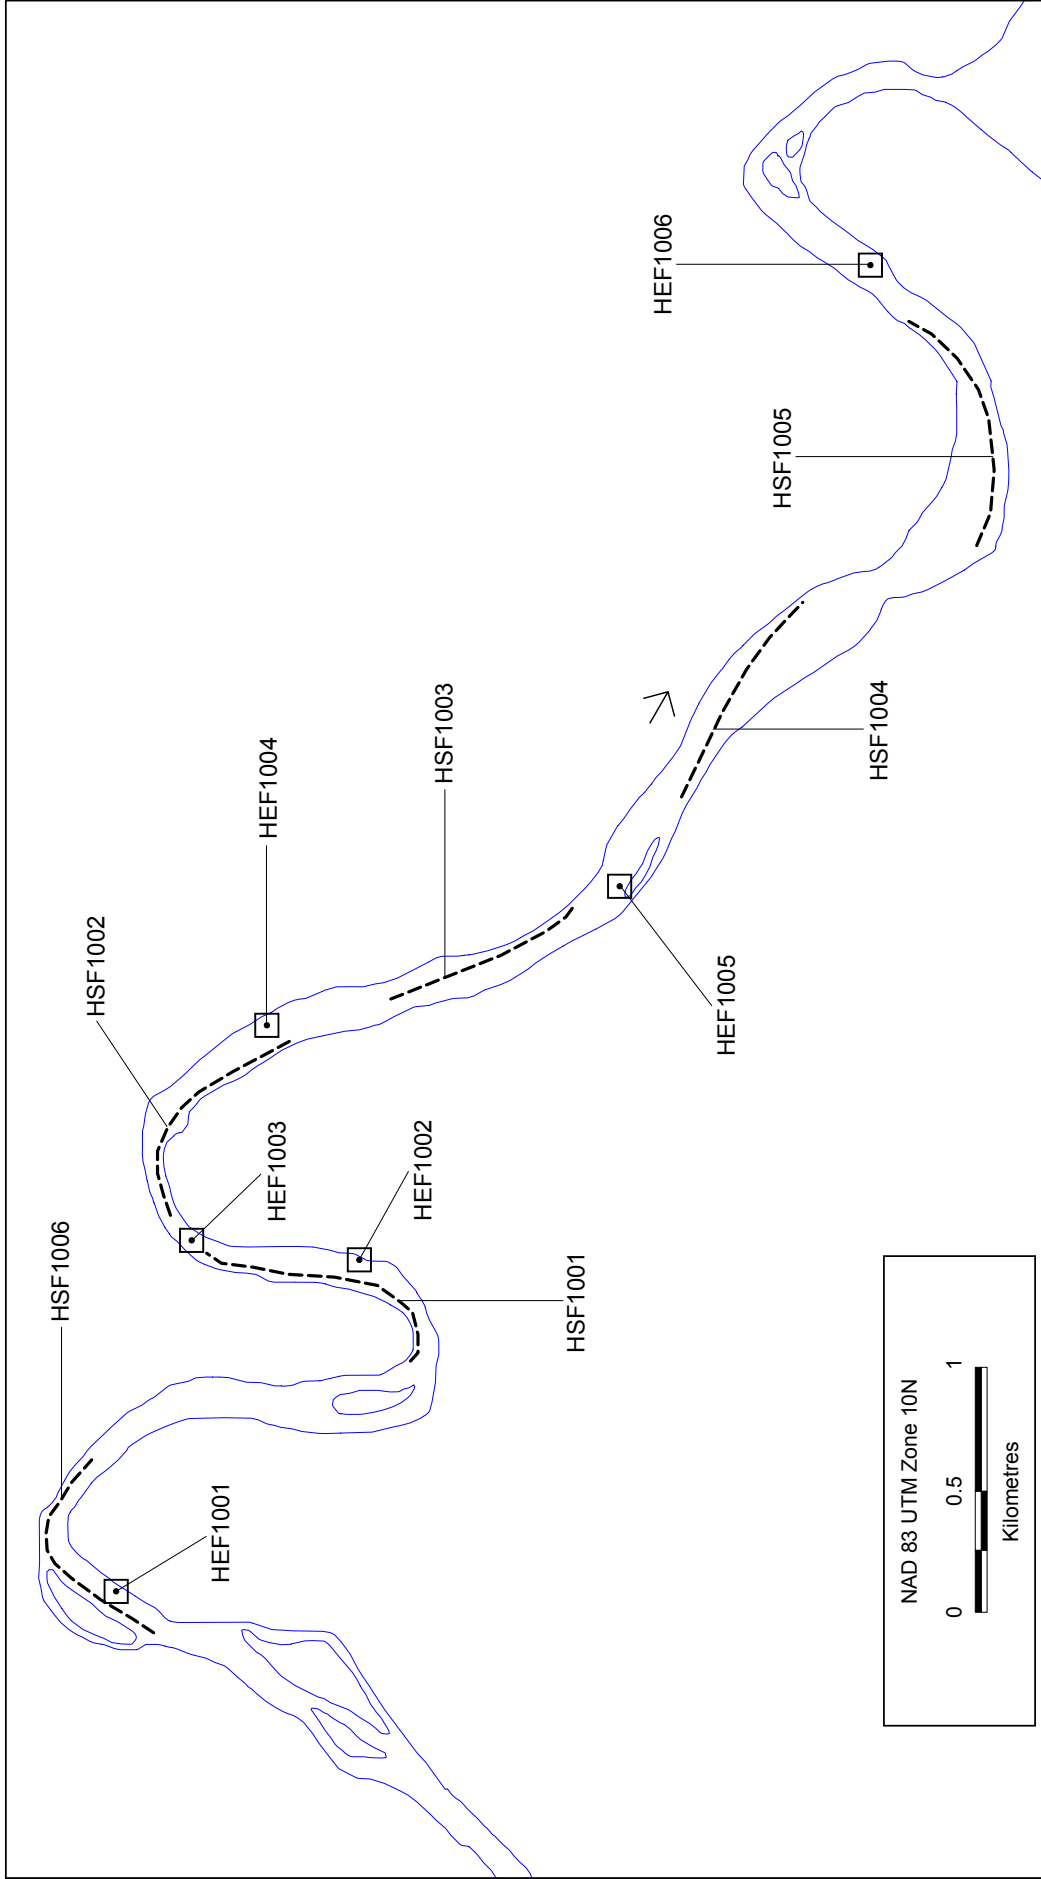 HSF1006
HSF1002
HEF1004
HSF1003
HEF1006
HSF1005
HEF1001
HEF1003
HEF1002
HSF1001
HEF1005
HSF1004
NAD 83 UTM Zone 10N
0 0.5 1
Kilometres